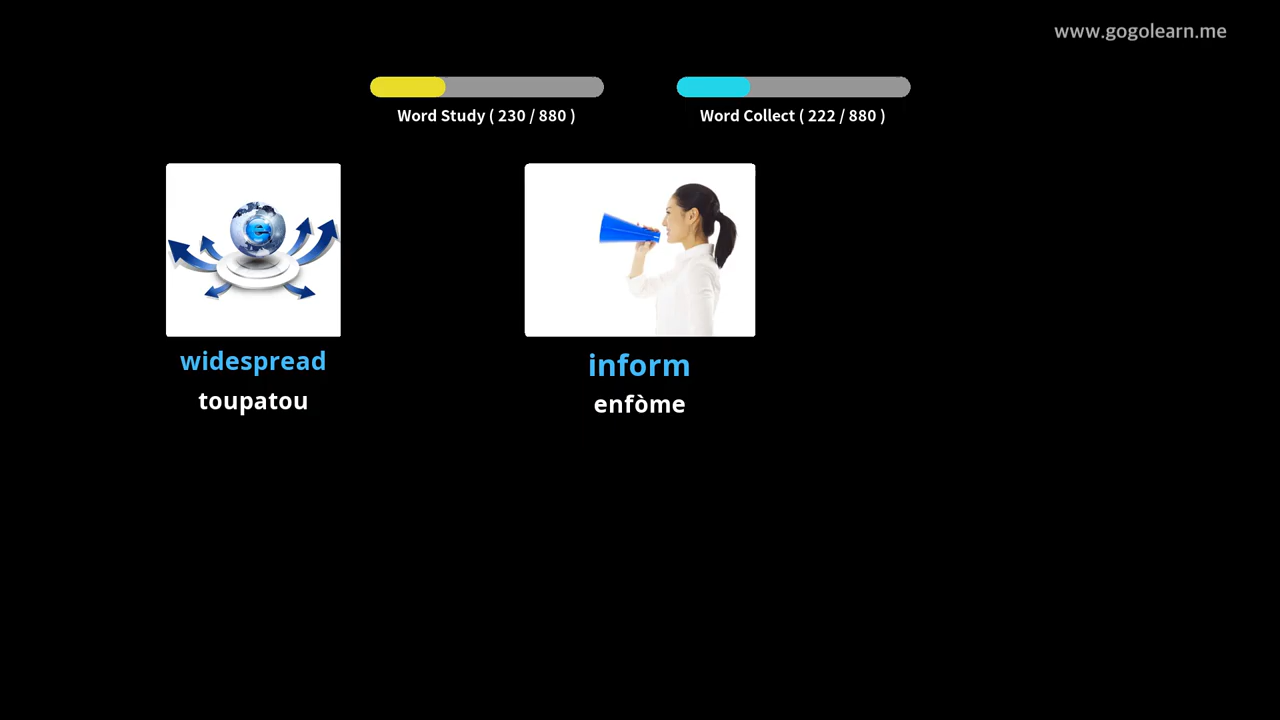 www.gogolearn.me
Word Study ( 230 / 880 )
Word Collect ( 222 / 880 )
e
widespread
toupatou
inform
enfòme